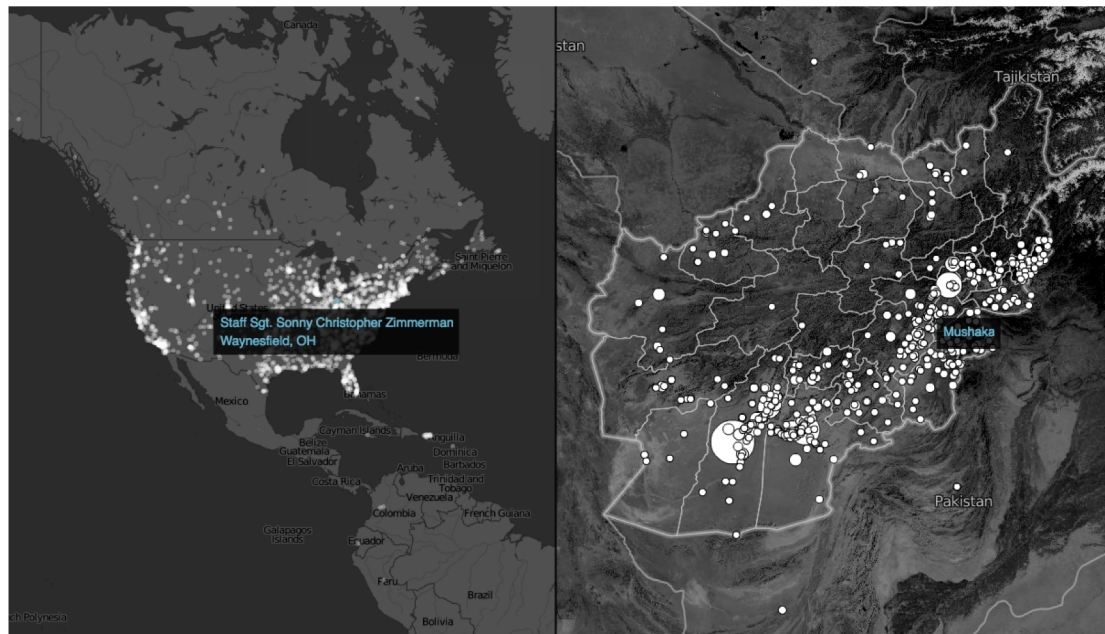 Canada
Saint Pierre
and Miquelon
United States
Staff Sgt. Sonny Christopher Zimmerman
Waynesfield, OH
Bermuda
Mexico
Bahamas
Cayman Islands
Anguilla
Belize
Guatemala
El Salvador
Dominica
Barbados
Costa Rica
Aruba
Trinidad and
Tobago
Venezuela
Colombia
French Guiana
Galapagos
Islands
Ecuador
Peru
Brazil
Bolivia
ch Polynesia
stan
Tajikistan
Mushaka
Pakistan